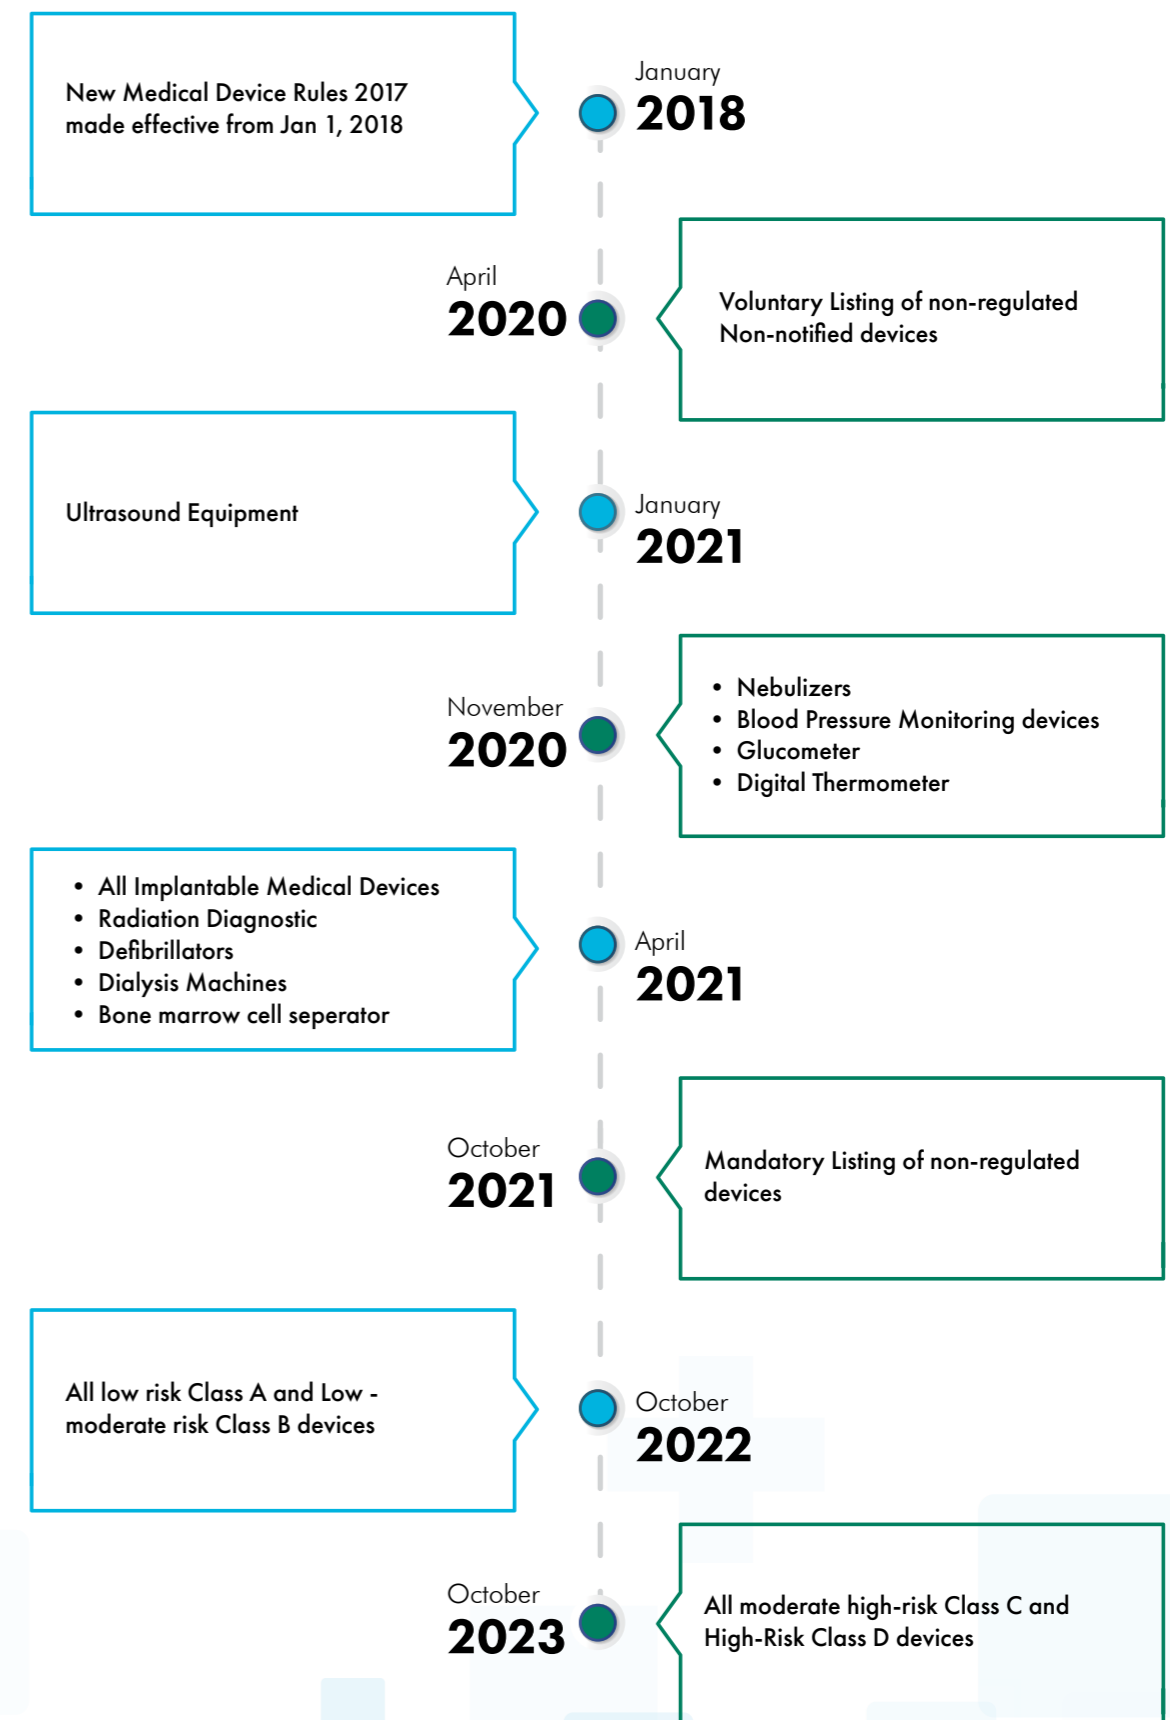 New Medical Device Rules 2017
made effective from Jan 1, 2018
January
2018
April
2020
Voluntary Listing of non-regulated
Non-notified devices
Ultrasound Equipment
January
2021
November
2020
• Nebulizers
• Blood Pressure Monitoring devices
• Glucometer
• Digital Thermometer
• All Implantable Medical Devices
• Radiation Diagnostic
• Defibrillators
• Dialysis Machines
• Bone marrow cell seperator
April
2021
October
2021
Mandatory Listing of non-regulated
devices
All low risk Class A and Low -
moderate risk Class B devices
October
2022
October
2023
All moderate high-risk Class C and
High-Risk Class D devices